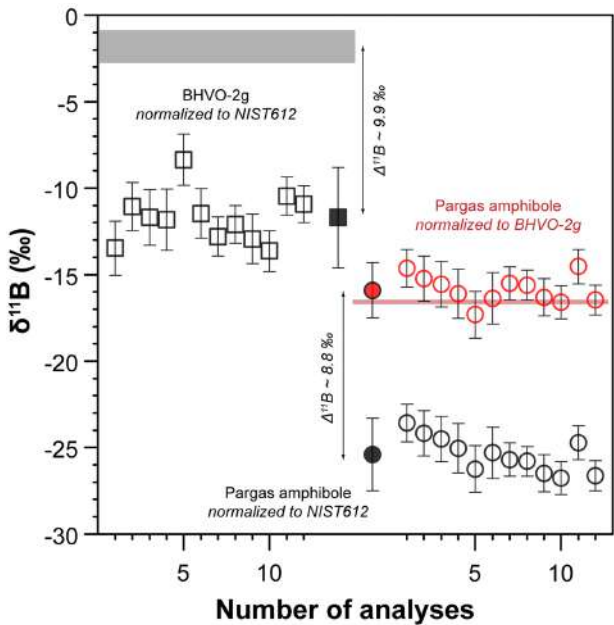 -0
-5
-10
-15
-20
-25
-30
δ¹¹B (‰)
BHVO-2g
normalized to NIST612
Δ¹¹B ~ 9.9 ‰
Pargas amphibole
normalized to BHVO-2g
Δ¹¹B ~ 8.8 ‰
Pargas amphibole
normalized to NIST612
5
10
5
10
Number of analyses